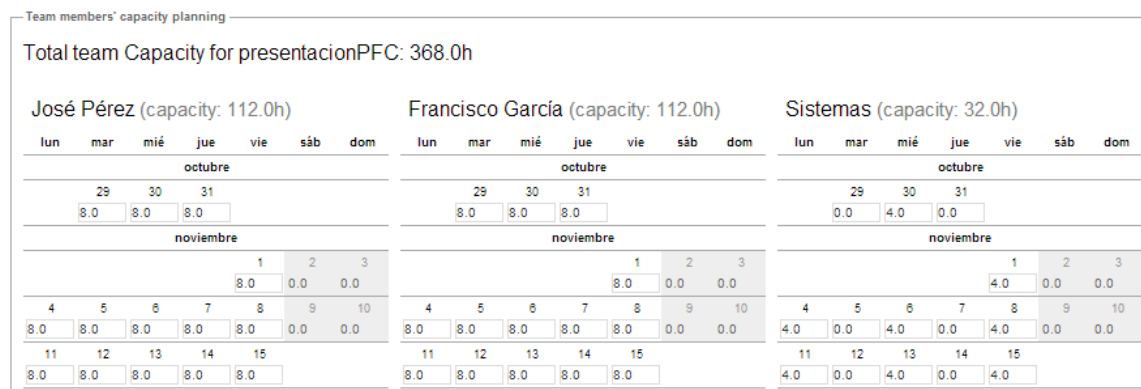 Team members' capacity planning
Total team Capacity for presentacionPFC: 368.0h
José Pérez (capacity: 112.0h)
lun mar mié jue vie sáb dom
octubre
29 30 31
8.0 8.0 8.0
noviembre
1 2 3
8.0 0.0 0.0
4 5 6 7 8 9 10
8.0 8.0 8.0 8.0 8.0 0.0 0.0
11 12 13 14 15
8.0 8.0 8.0 8.0 8.0
Francisco García (capacity: 112.0h)
lun mar mié jue vie sáb dom
octubre
29 30 31
8.0 8.0 8.0
noviembre
1 2 3
8.0 0.0 0.0
4 5 6 7 8 9 10
8.0 8.0 8.0 8.0 8.0 0.0 0.0
11 12 13 14 15
8.0 8.0 8.0 8.0 8.0
Sistemas (capacity: 32.0h)
lun mar mié jue vie sáb dom
octubre
29 30 31
0.0 4.0 0.0
noviembre
1 2 3
4.0 0.0 0.0
4 5 6 7 8 9 10
4.0 0.0 4.0 0.0 4.0 0.0 0.0
11 12 13 14 15
4.0 0.0 4.0 0.0 4.0